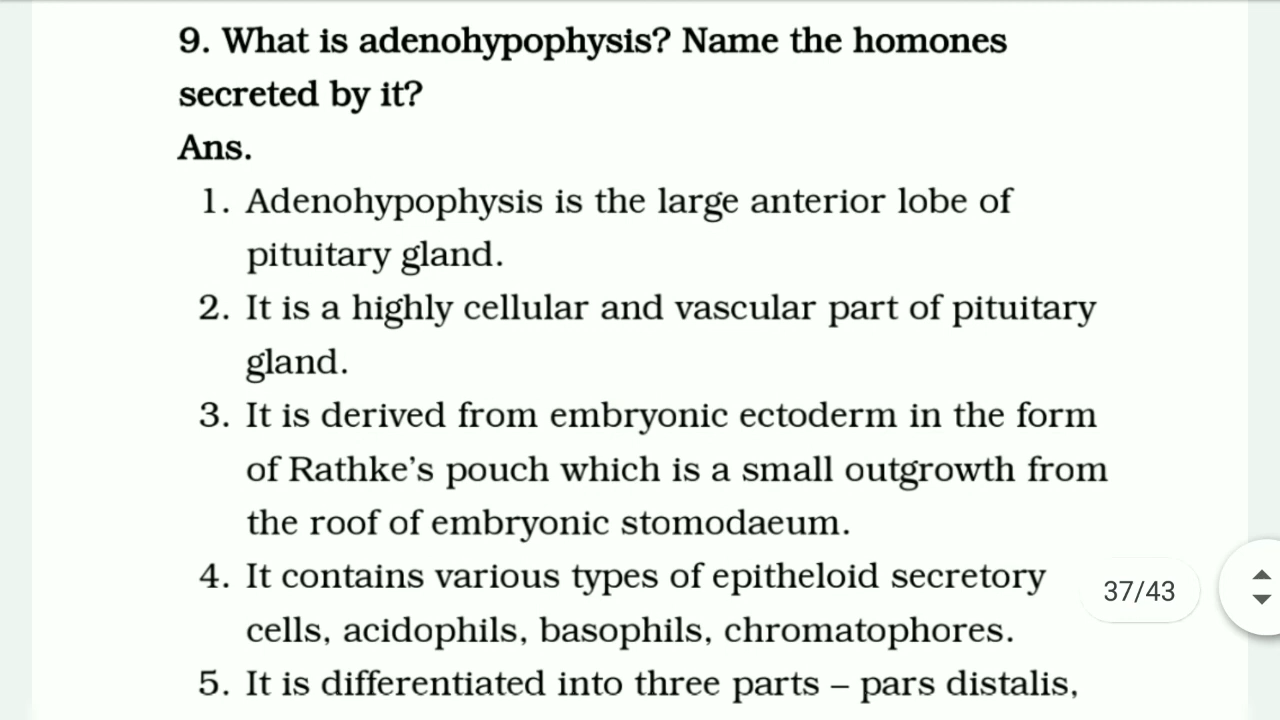 9. What is adenohypophysis? Name the homones
secreted by it?
Ans.
1. Adenohypophysis is the large anterior lobe of
pituitary gland.
2. It is a highly cellular and vascular part of pituitary
gland.
3. It is derived from embryonic ectoderm in the form
of Rathke’s pouch which is a small outgrowth from
the roof of embryonic stomodaeum.
4. It contains various types of epitheloid secretory
cells, acidophils, basophils, chromatophores.
37/43
5. It is differentiated into three parts – pars distalis,